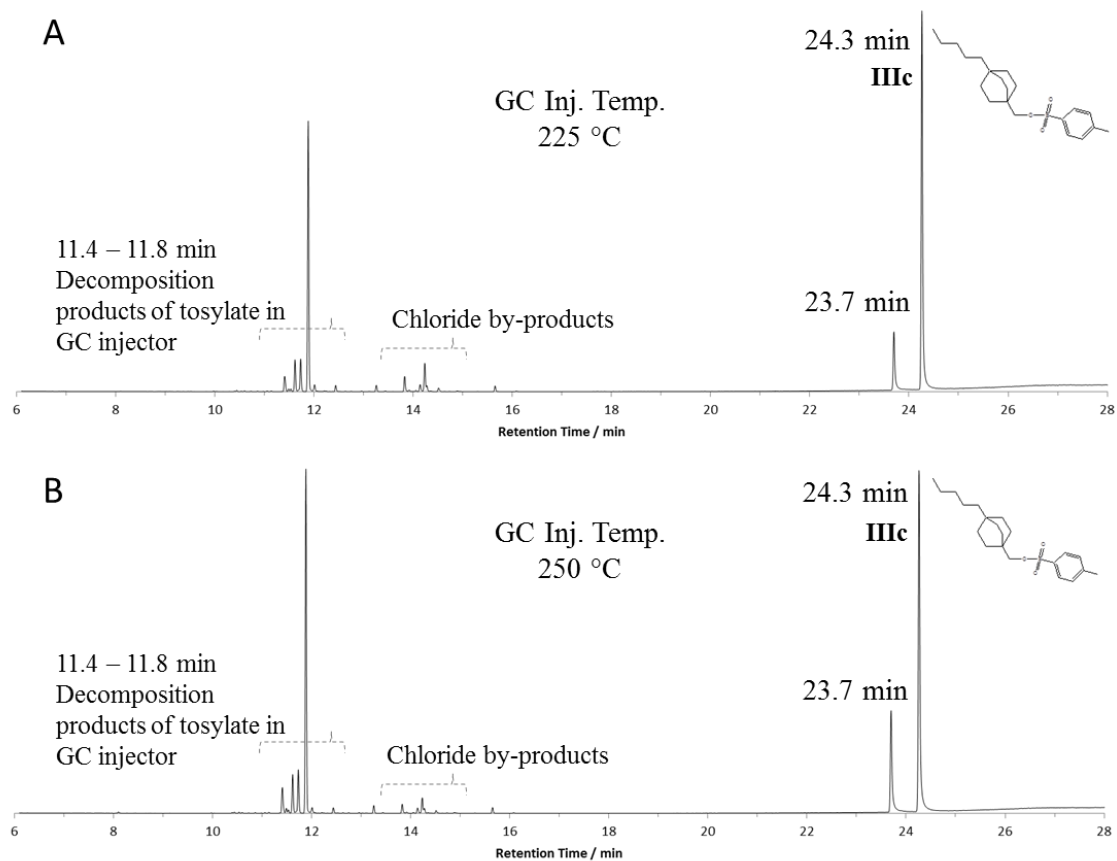 A
24.3 min
IIIc
O
S
O
O
GC Inj. Temp.
225 °C
11.4 – 11.8 min
Decomposition
products of tosylate in
GC injector
Chloride by-products
23.7 min
6 8 10 12 14 16 18 20 22 24 26 28
Retention Time / min
B
24.3 min
IIIc
O
S
O
O
GC Inj. Temp.
250 °C
11.4 – 11.8 min
Decomposition
products of tosylate in
GC injector
Chloride by-products
23.7 min
6 8 10 12 14 16 18 20 22 24 26 28
Retention Time / min